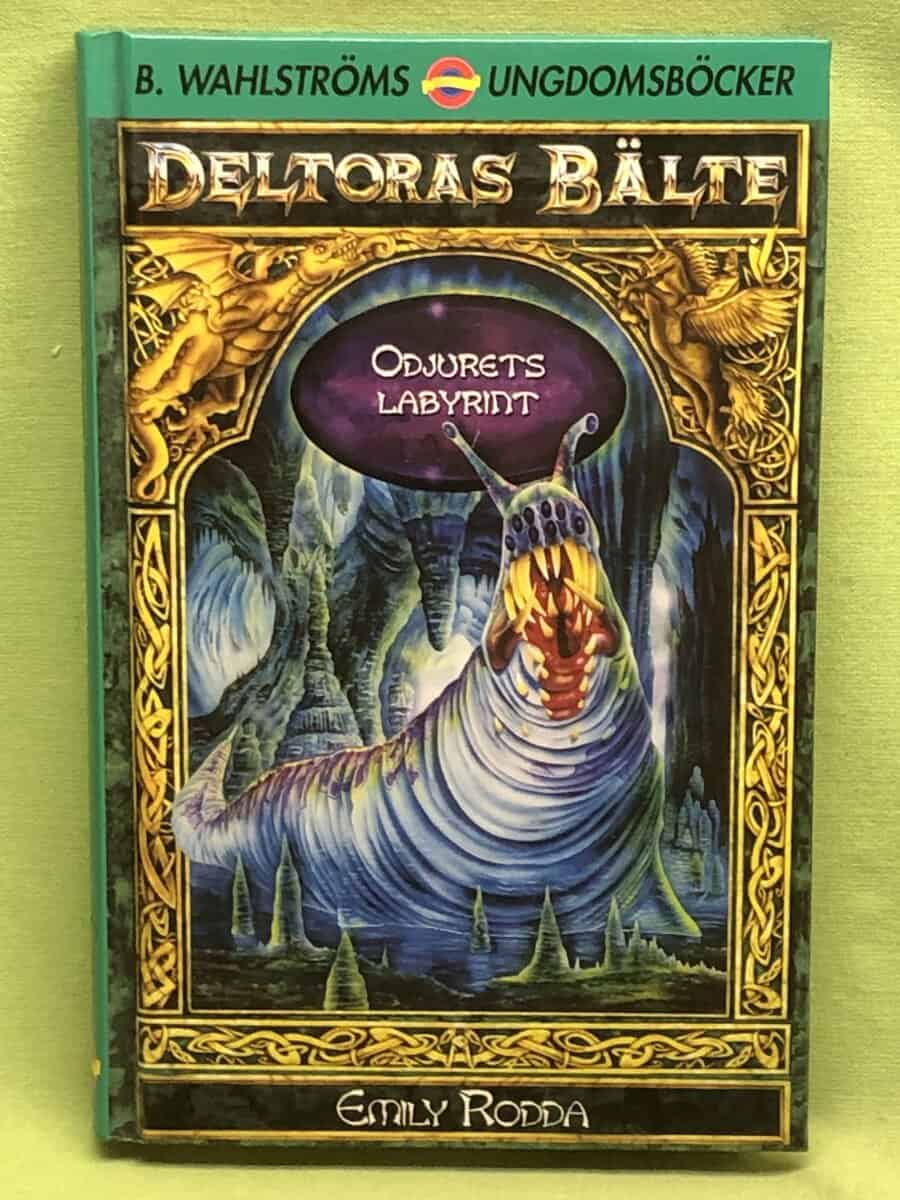 B. WAHLSTRÖMS UNGDOMSBÖCKER
DELTORAS BÄLTE
ODJURETS
LABYRINT
EMILY RODDA